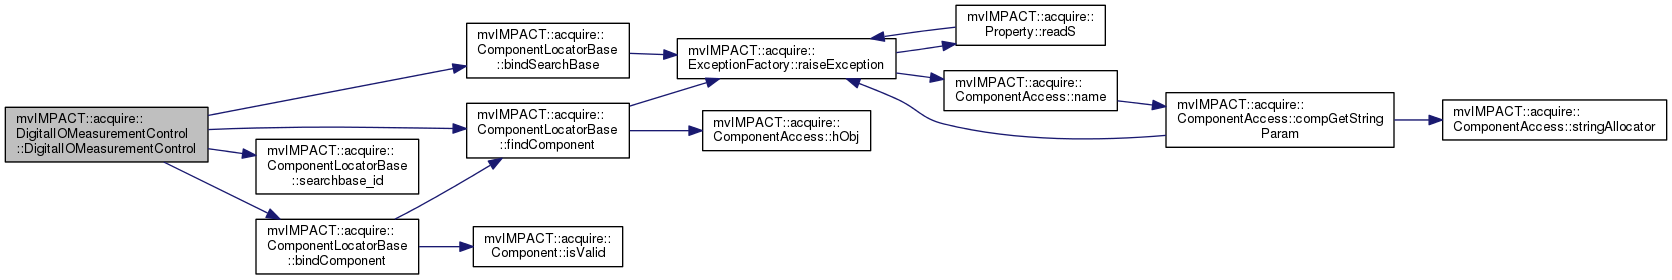 mvIMPACT::acquire::
DigitalIOMeasurementControl
::DigitalIOMeasurementControl
mvIMPACT::acquire::
ComponentLocatorBase
::bindSearchBase
mvIMPACT::acquire::
ComponentLocatorBase
::findComponent
mvIMPACT::acquire::
ComponentLocatorBase
::searchbase_id
mvIMPACT::acquire::
ComponentLocatorBase
::bindComponent
mvIMPACT::acquire::
Component::isValid
mvIMPACT::acquire::
ExceptionFactory::raiseException
mvIMPACT::acquire::
ComponentAccess::hObj
mvIMPACT::acquire::
Property::readS
mvIMPACT::acquire::
ComponentAccess::name
mvIMPACT::acquire::
ComponentAccess::compGetString
Param
mvIMPACT::acquire::
ComponentAccess::stringAllocator